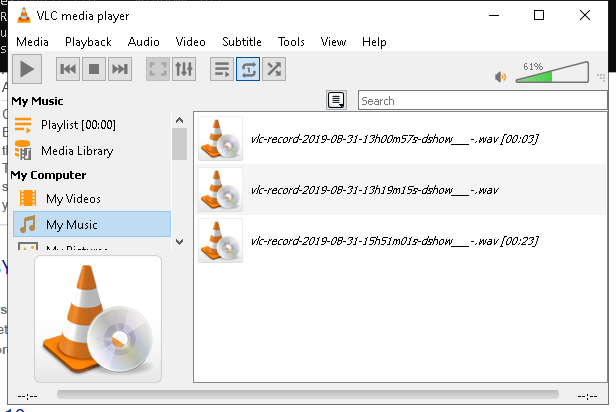 VLC media player
Media Playback Audio Video Subtitle Tools View Help
61%
My Music
Search
Playlist [00:00]
Media Library
My Computer
My Videos
My Music
My Pictures
vlc-record-2019-08-31-13h00m57s-dshow___-.wav [00:03]
vlc-record-2019-08-31-13h19m15s-dshow___-.wav
vlc-record-2019-08-31-15h51m01s-dshow___-.wav [00:23]
--:--
--:--